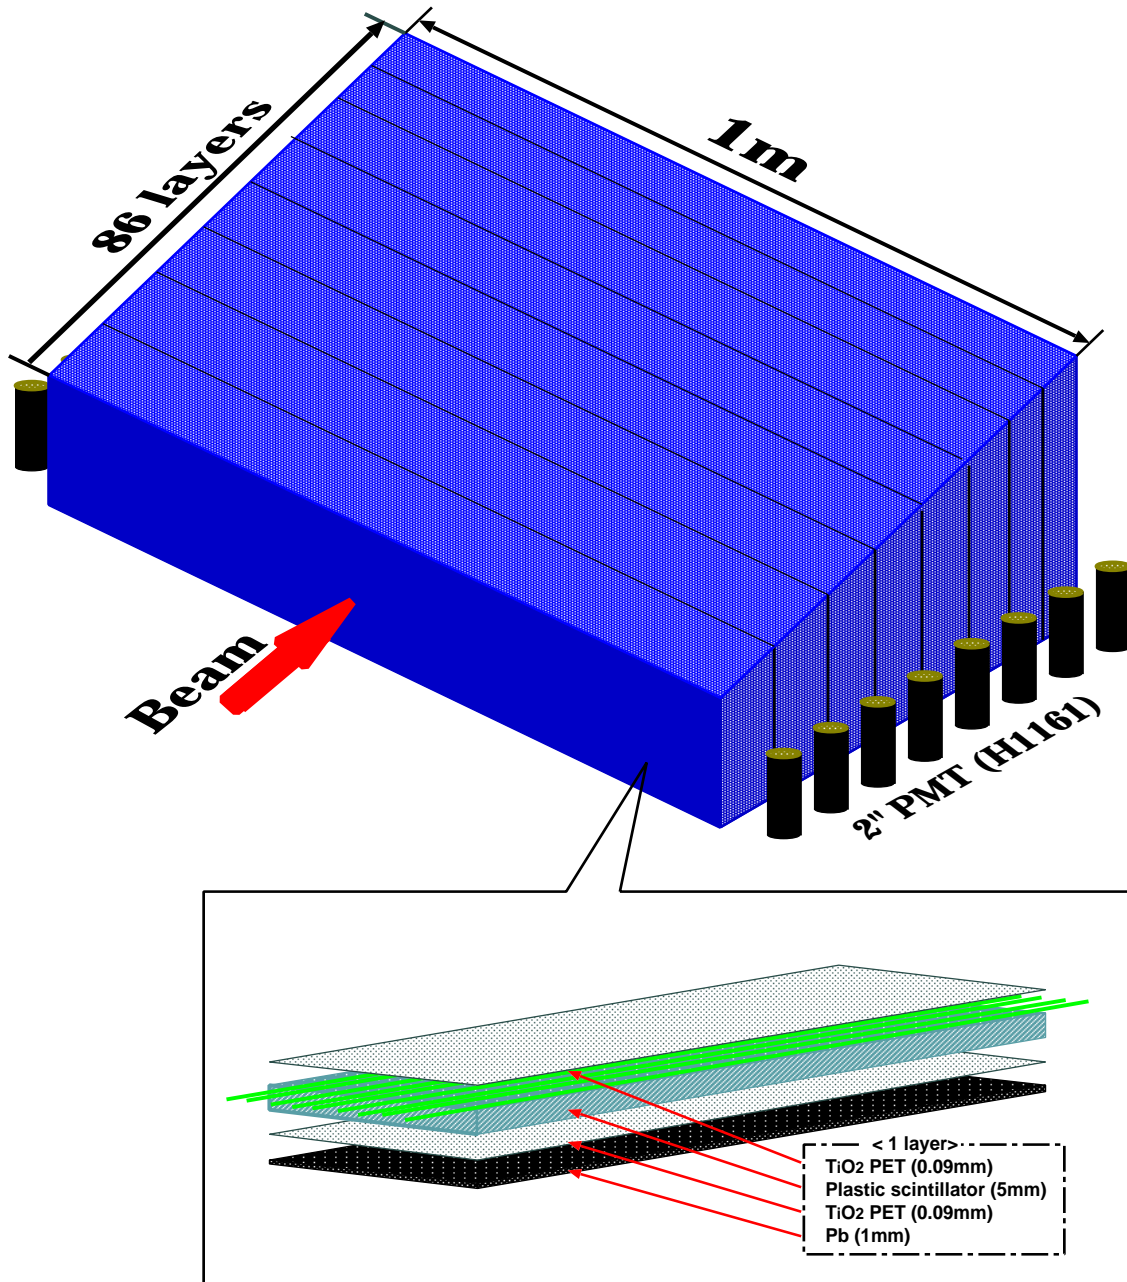 86 layers
1m
Beam
2" PMT (H1161)
< 1 layer>
TiO2 PET (0.09mm)
Plastic scintillator (5mm)
TiO2 PET (0.09mm)
Pb (1mm)